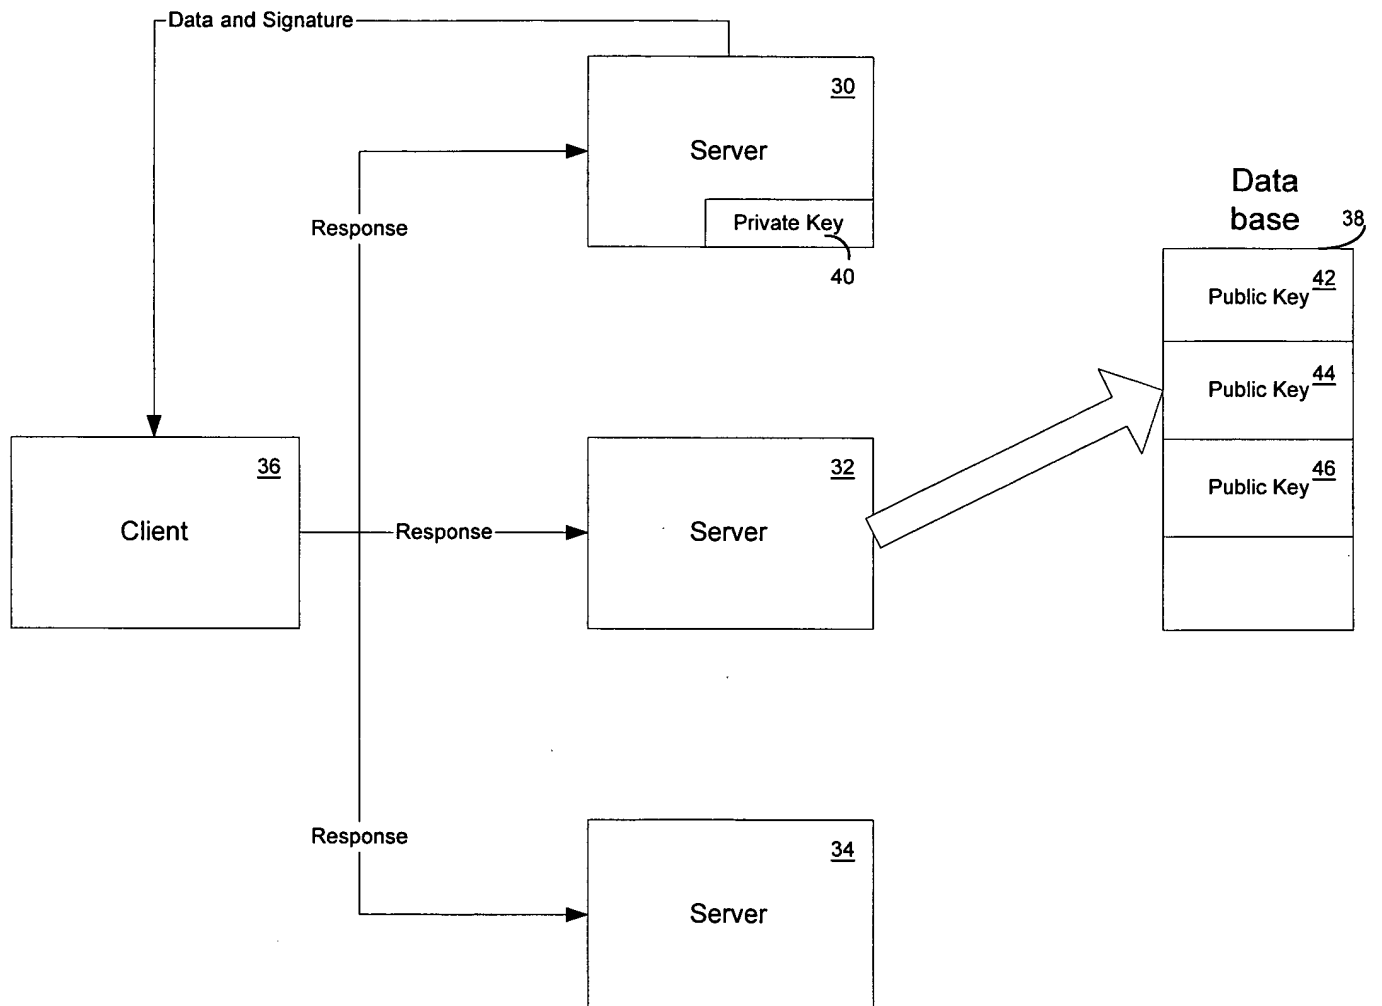 Data and Signature
30
Server
Private Key
40
Response
Data
base
38
Public Key 42
Public Key 44
Public Key 46
36
Client
Response
32
Server
Response
34
Server